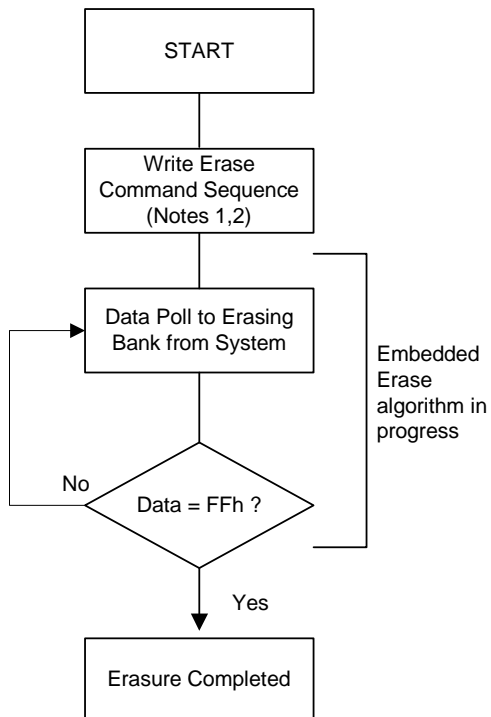 START
Write Erase
Command Sequence
(Notes 1,2)
Data Poll to Erasing
Bank from System
Embedded
Erase
algorithm in
progress
No
Data = FFh ?
Yes
Erasure Completed